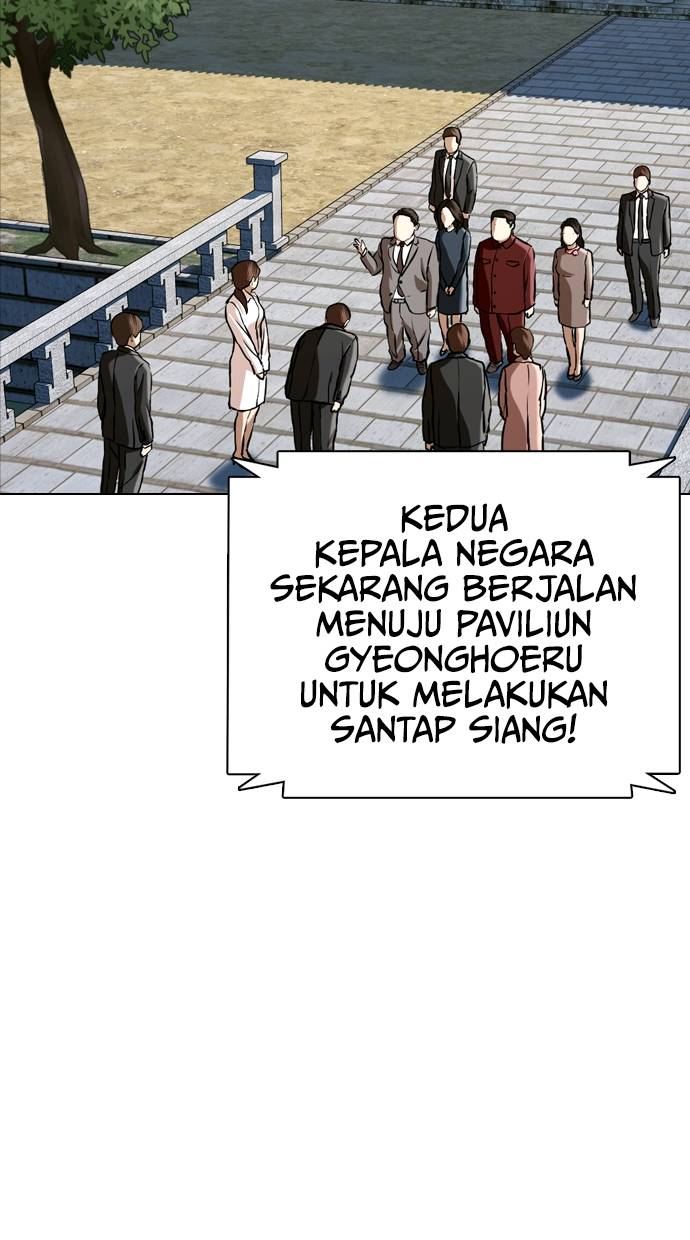 KEDUA
KEPALA NEGARA
SEKARANG BERJALAN
MENUJU PAVILIUN
GYEONGHOERU
UNTUK MELAKUKAN
SANTAP SIANG!